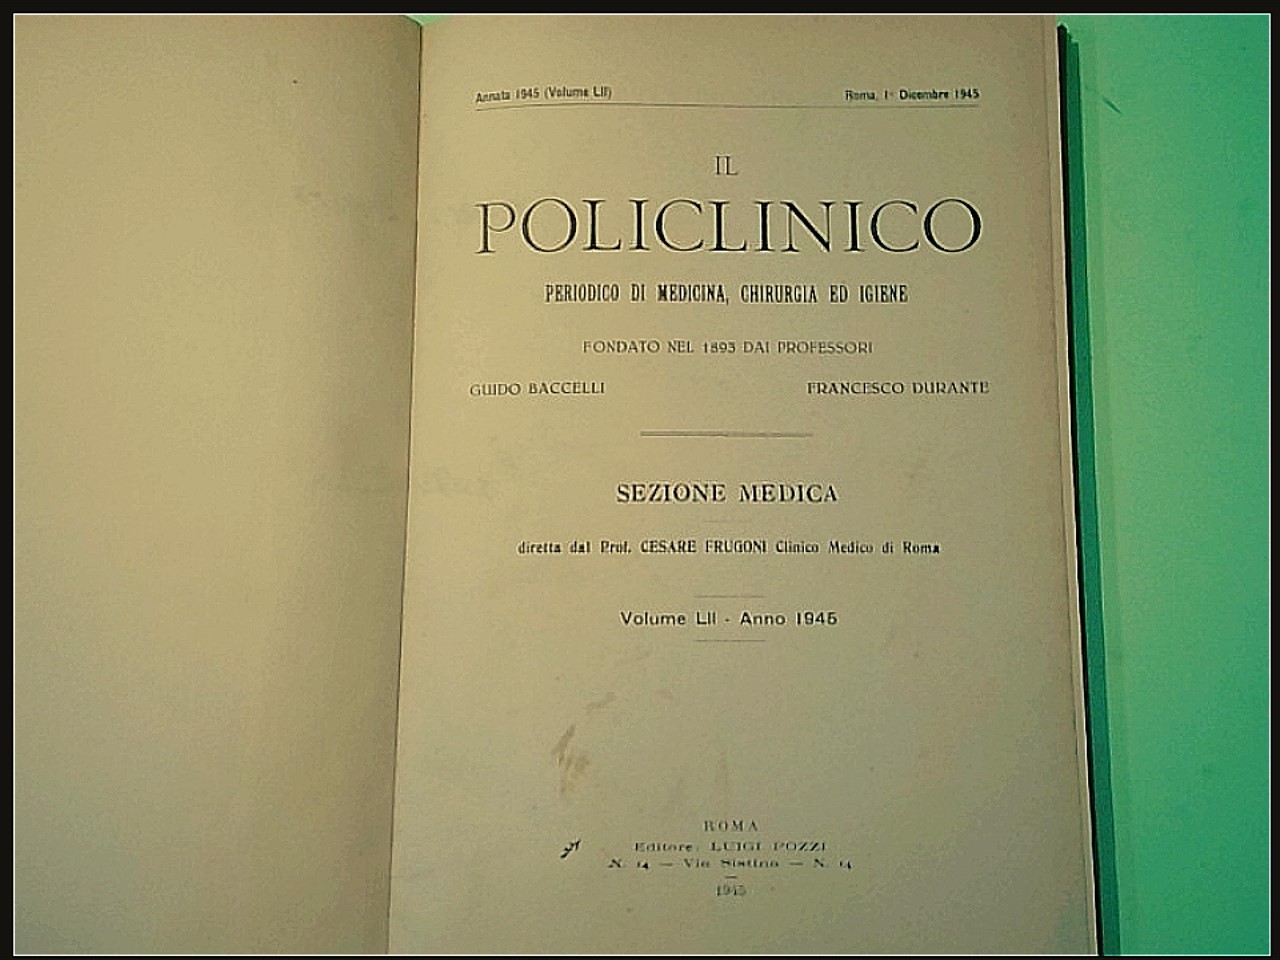 Annata 1945 (Volume LII)
Roma, 1° Dicembre 1945
IL
POLICLINICO
PERIODICO DI MEDICINA, CHIRURGIA ED IGIENE
FONDATO NEL 1893 DAI PROFESSORI
GUIDO BACCELLI
FRANCESCO DURANTE
SEZIONE MEDICA
diretta dal Prof. CESARE FRUGONI Clinico Medico di Roma
Volume LII - Anno 1945
ROMA
Editore: LUIGI POZZI
N. 14 — Via Sistina — N. 14
1945